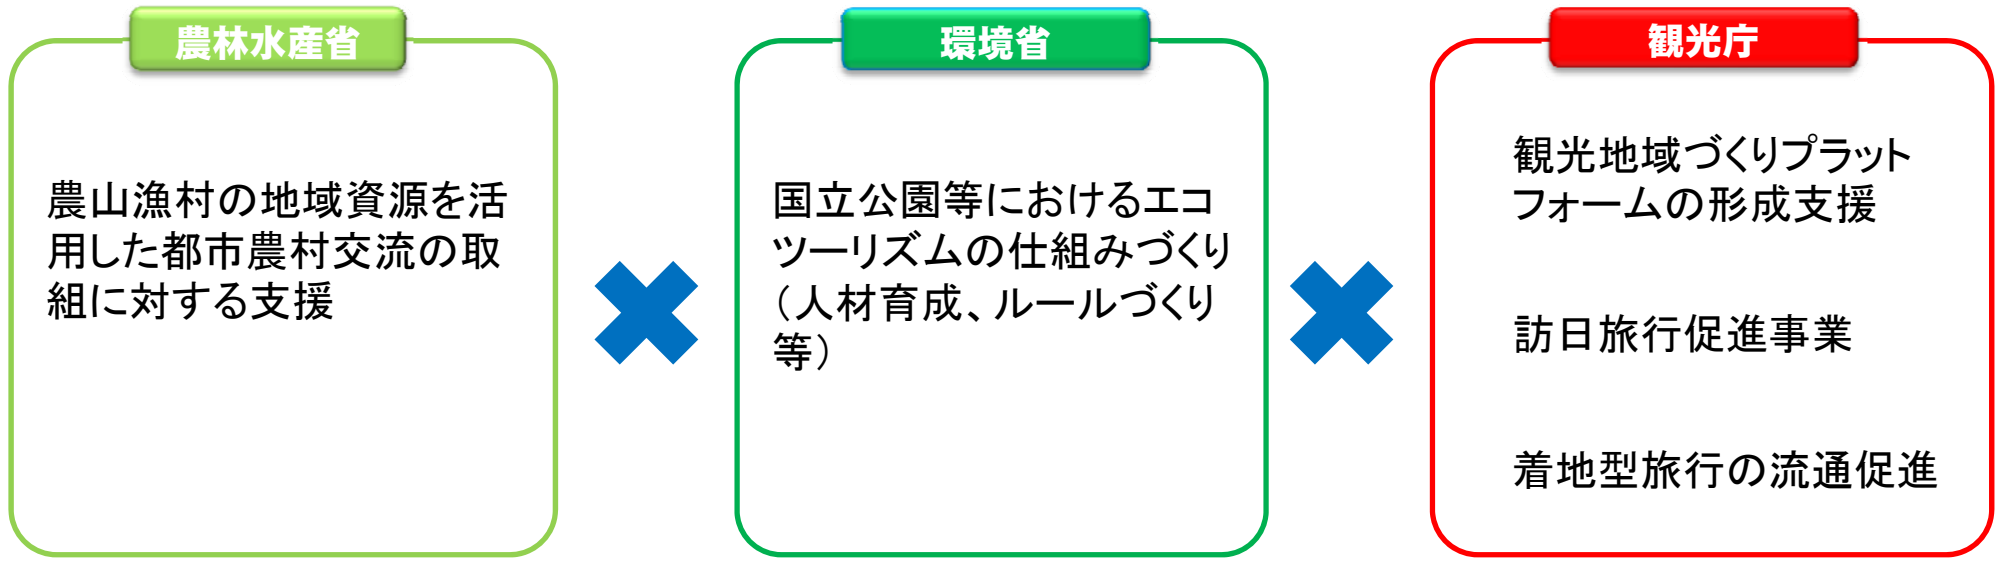 農林水産省
農山漁村の地域資源を活
用した都市農村交流の取
組に対する支援
環境省
国立公園等におけるエコ
ツーリズムの仕組みづくり
（人材育成、ルールづくり
等）
観光庁
観光地域づくりプラット
フォームの形成支援
訪日旅行促進事業
着地型旅行の流通促進